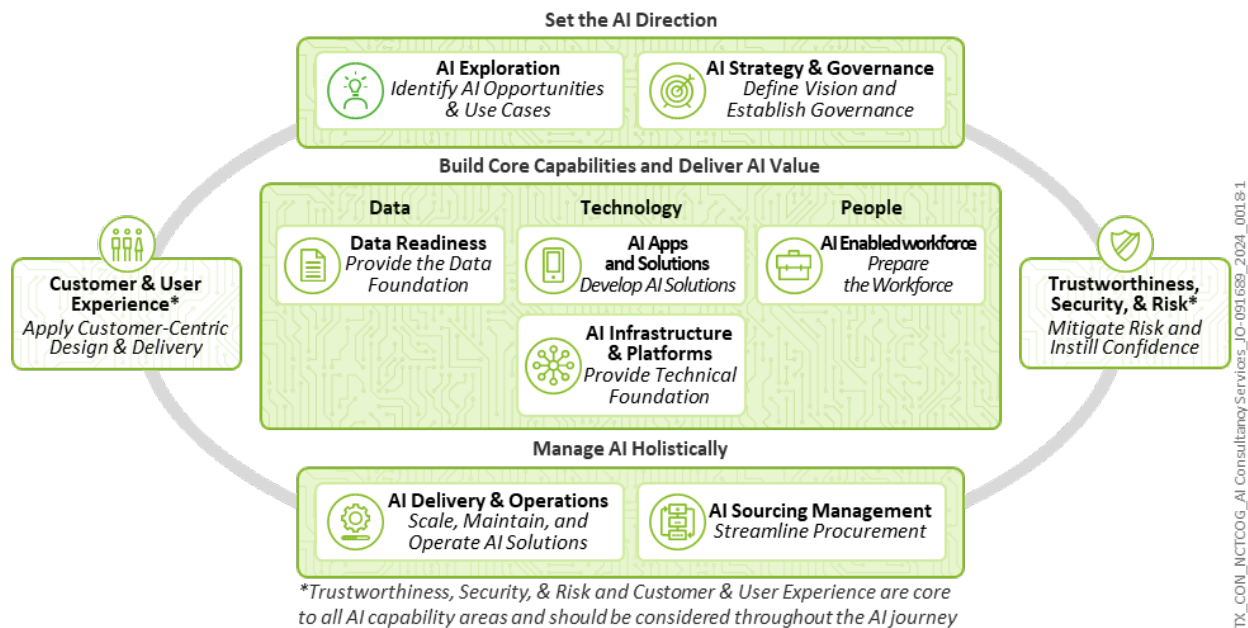 Set the AI Direction
AI Exploration
Identify AI Opportunities
& Use Cases
AI Strategy & Governance
Define Vision and
Establish Governance
Build Core Capabilities and Deliver AI Value
Data
Technology
People
Data Readiness
Provide the Data
Foundation
AI Apps
and Solutions
Develop AI Solutions
AI Enabled workforce
Prepare
the Workforce
AI Infrastructure
& Platforms
Provide Technical
Foundation
Customer & User
Experience*
Apply Customer-Centric
Design & Delivery
Trustworthiness,
Security, & Risk*
Mitigate Risk and
Instill Confidence
Manage AI Holistically
AI Delivery & Operations
Scale, Maintain, and
Operate AI Solutions
AI Sourcing Management
Streamline Procurement
*Trustworthiness, Security, & Risk and Customer & User Experience are core
to all AI capability areas and should be considered throughout the AI journey
TX_CON_NCTCOG_AI Consultancy Services_JO-091689_2024_0018-1